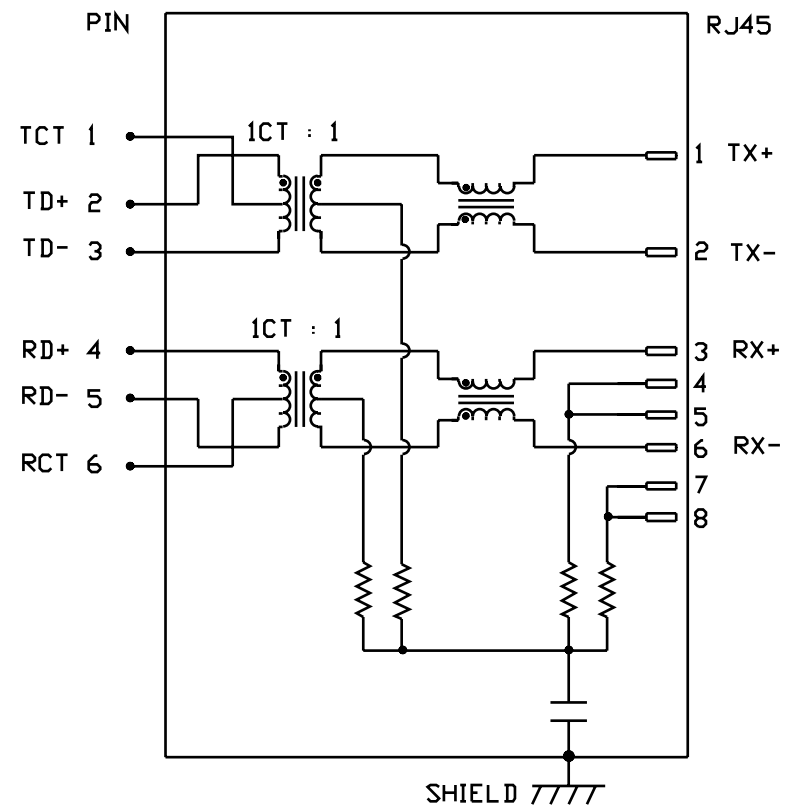 PIN RJ45
TCT 1 1CT : 1
1 TX+
TD+ 2
TD- 3 2 TX-
1CT : 1
RD+ 4 3 RX+
4
RD- 5 5
6 RX-
RCT 6
7
8
SHIELD